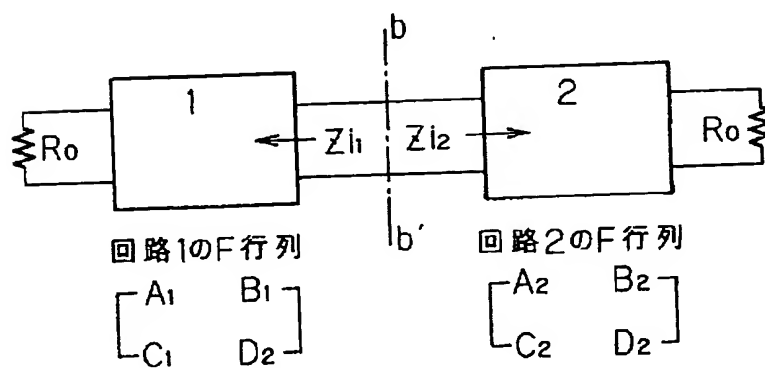 b
1
2
Ro
Zi1
Zi2
Ro
b'
回路1のF行列
回路2のF行列
A1 B1
C1 D2
A2 B2
C2 D2